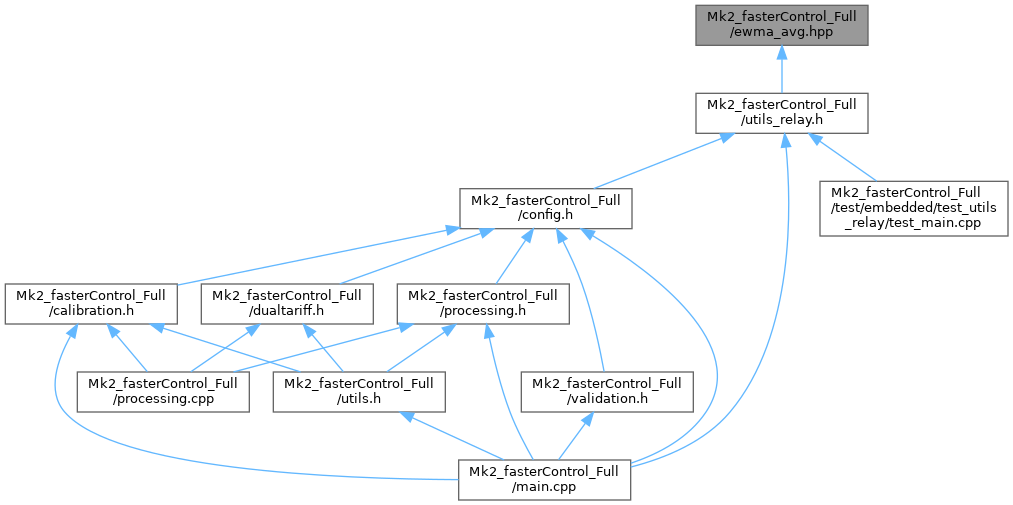 Mk2_fasterControl_Full
/ewma_avg.hpp
Mk2_fasterControl_Full
/utils_relay.h
Mk2_fasterControl_Full
/test/embedded/test_utils
_relay/test_main.cpp
Mk2_fasterControl_Full
/config.h
Mk2_fasterControl_Full
/calibration.h
Mk2_fasterControl_Full
/dualtariff.h
Mk2_fasterControl_Full
/processing.h
Mk2_fasterControl_Full
/processing.cpp
Mk2_fasterControl_Full
/utils.h
Mk2_fasterControl_Full
/validation.h
Mk2_fasterControl_Full
/main.cpp